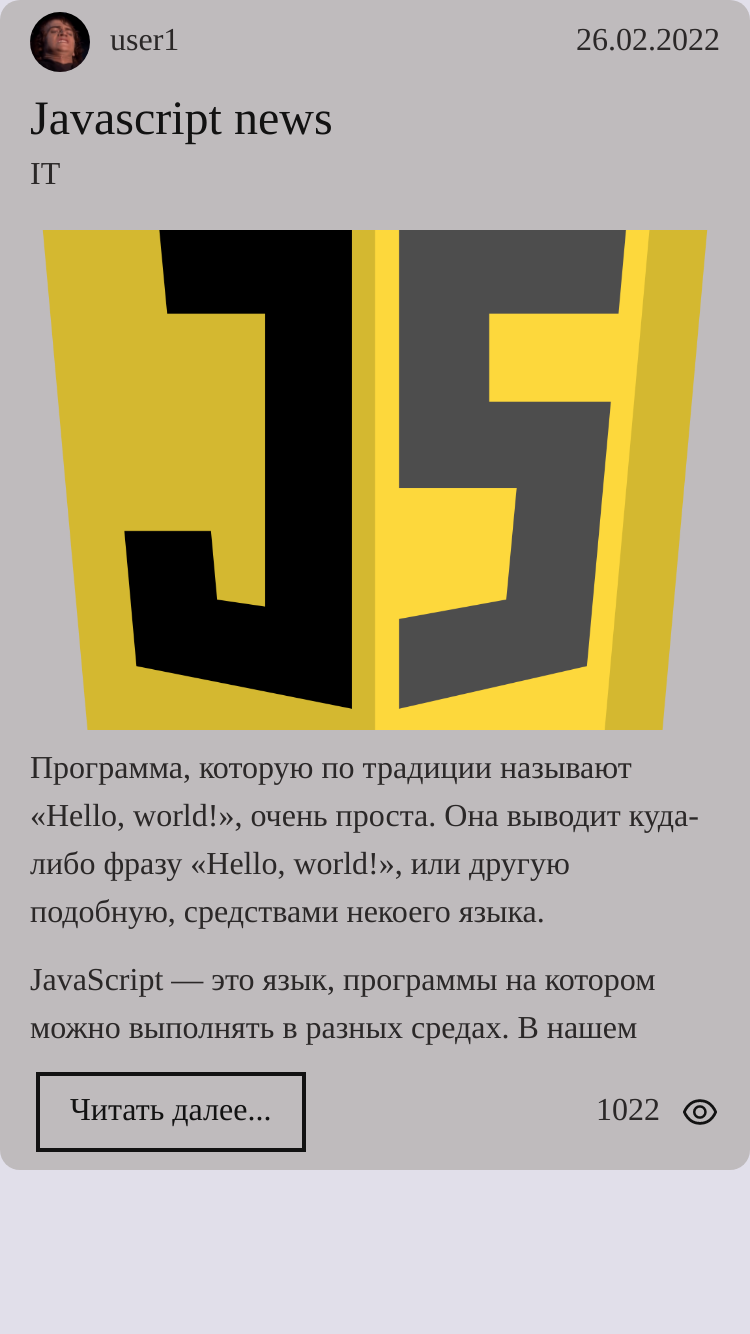 user1
26.02.2022
Javascript news
IT
JS
Программа, которую по традиции называют
«Hello, world!», очень проста. Она выводит куда-
либо фразу «Hello, world!», или другую
подобную, средствами некоего языка.
JavaScript — это язык, программы на котором
можно выполнять в разных средах. В нашем
Читать далее...
1022